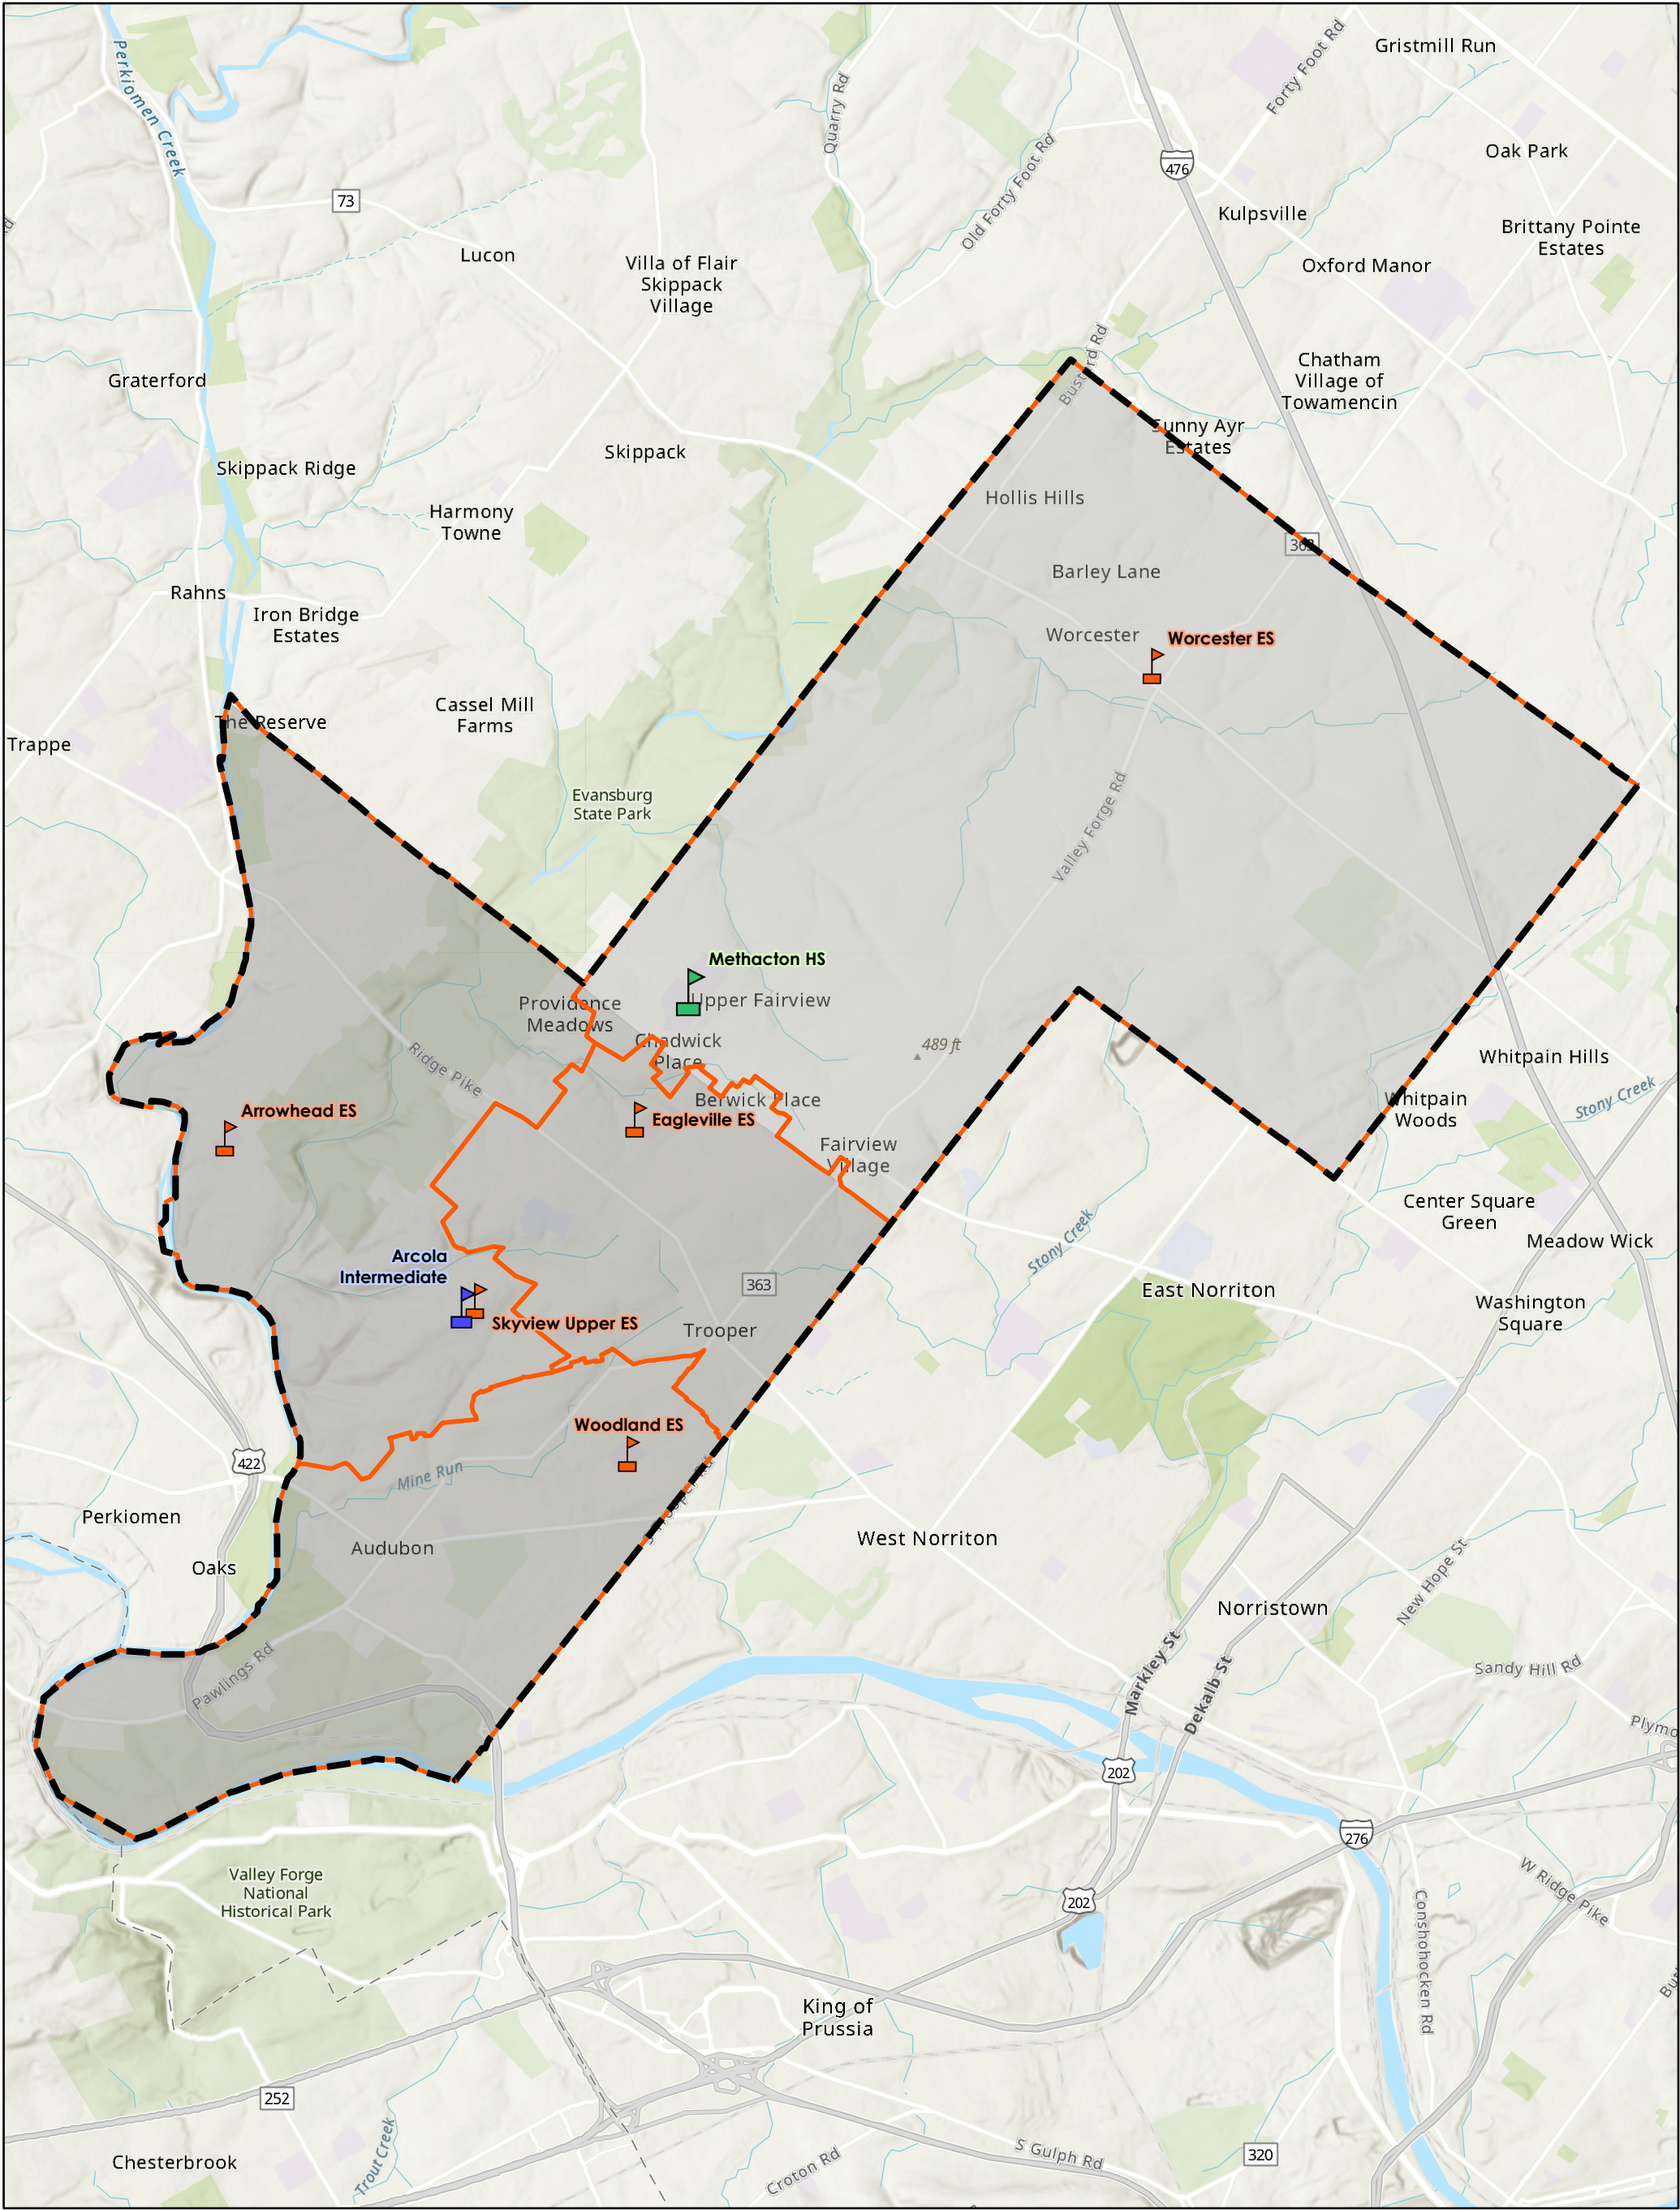 Gristmill Run
Forty Foot Rd
Perkiomen Creek
Quarry Rd
Old Forty Foot Rd
476
Oak Park
73
Kulpsville
Brittany Pointe
Estates
Lucon
Villa of Flair
Skippack
Village
Oxford Manor
Graterford
Chatham
Village of
Towamencin
Sunny Ayr
Estates
Skippack Ridge
Skippack
Hollis Hills
Harmony
Towne
363
Barley Lane
Rahns
Iron Bridge
Estates
Worcester
Worcester ES
The Reserve
Cassel Mill
Farms
Trappe
Evansburg
State Park
Valley Forge Rd
Methacton HS
Upper Fairview
Providence
Meadows
Chadwick
Place
489 ft
Ridge Pike
Whitpain Hills
Stony Creek
Berwick Place
Whitpain
Woods
Arrowhead ES
Eagleville ES
Fairview
Village
Center Square
Green
Stony Creek
Meadow Wick
Arcola
Intermediate
363
East Norriton
Washington
Square
Skyview Upper ES
Trooper
Woodland ES
422
Mine Run
Perkiomen
Audubon
West Norriton
Oaks
New Hope St
Norristown
Pawlings Rd
Markley St
Dekalb St
Sandy Hill Rd
202
276
Valley Forge
National
Historical Park
W Ridge Pike
202
Conshohocken Rd
King of
Prussia
252
Trout Creek
Chesterbrook
Croton Rd
S Gulph Rd
320